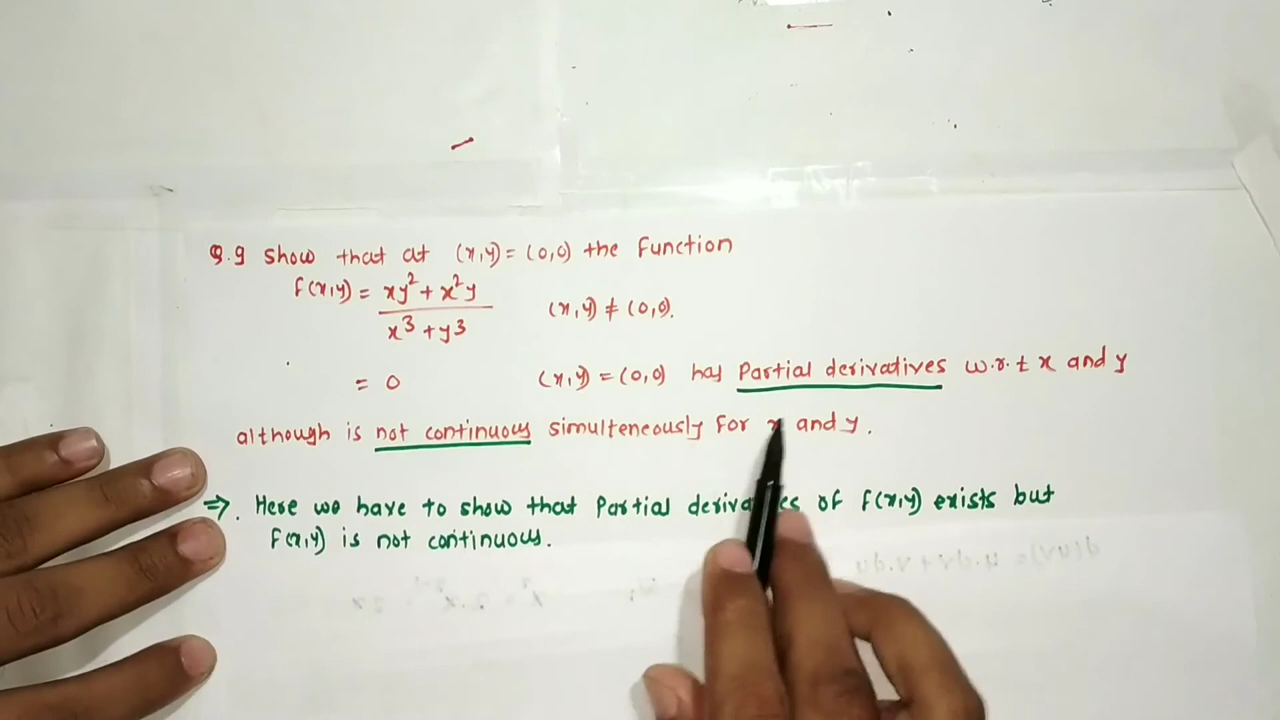 Q.9 show that at (x,y) = (0,0) the function
f(x,y) = xy² + x²y / x³ + y³ (x,y) ≠ (0,0).
= 0 (x,y) = (0,0) has Partial derivatives w.r.t x and y
although is not continuous simulteneously for x and y.
⇒. Here we have to show that Partial derivatives of f(x,y) exists but
f(x,y) is not continuous.